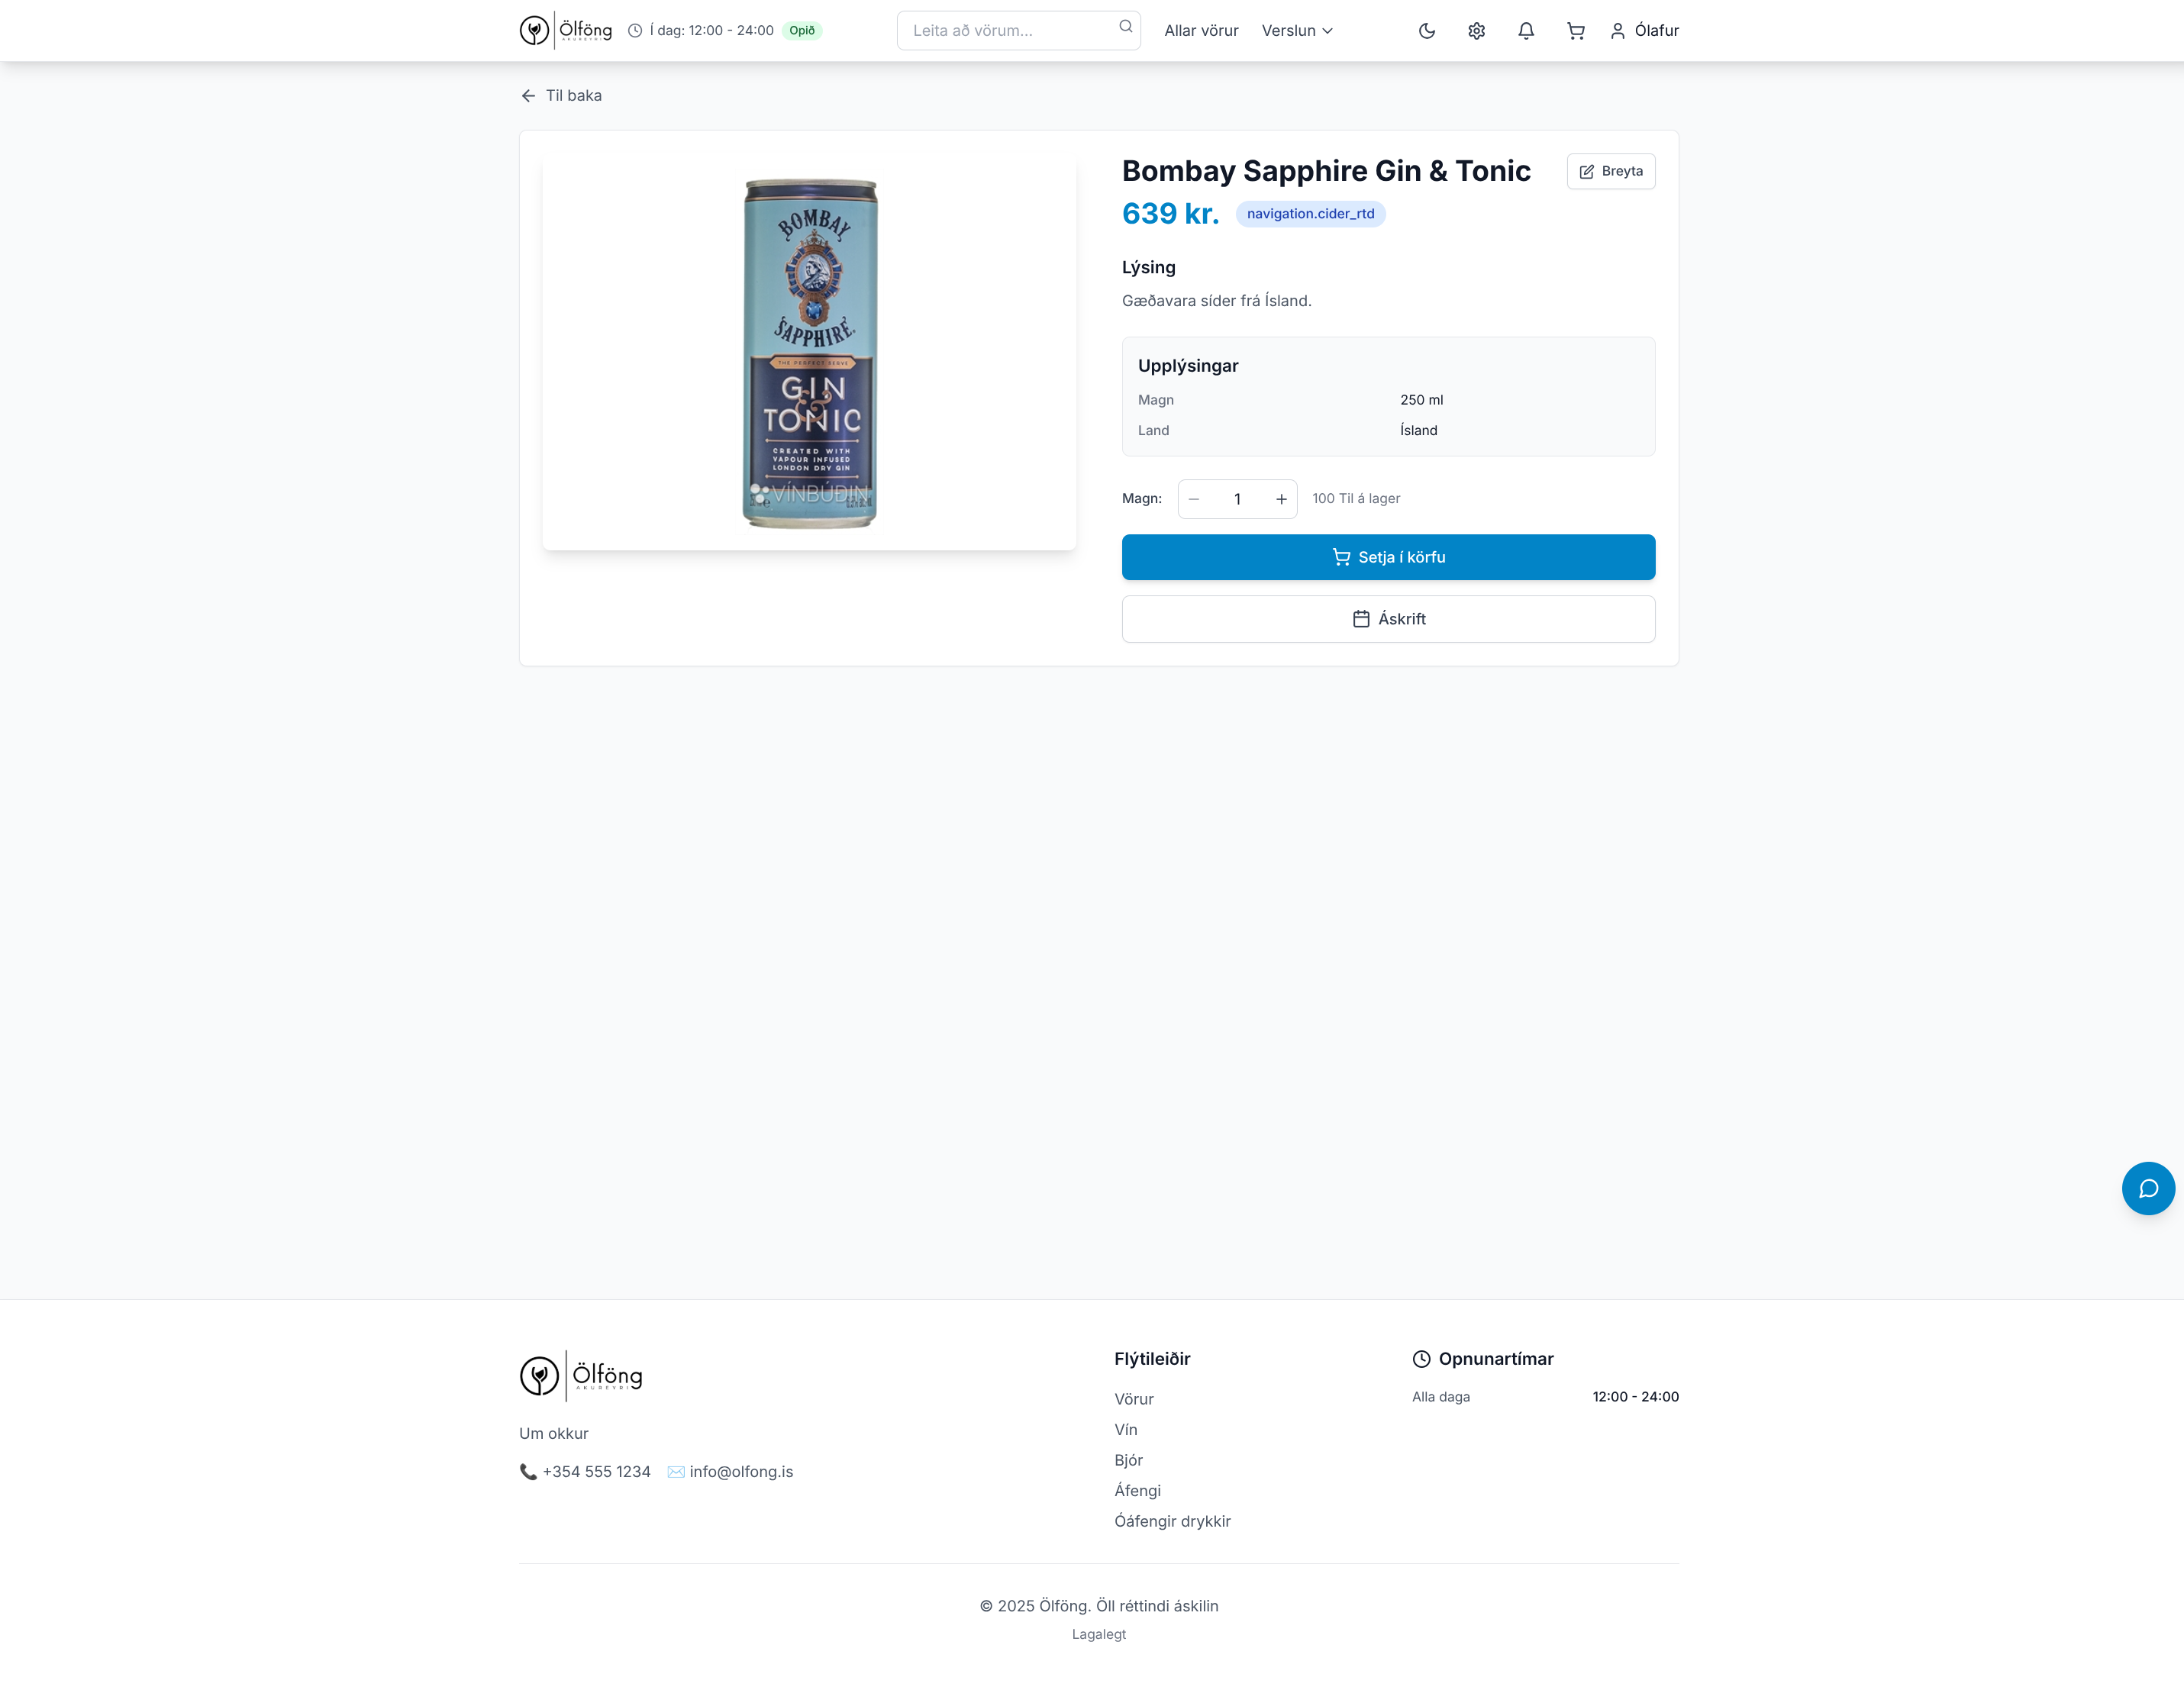 Ölföng
AKUREYRI
Í dag: 12:00 - 24:00
Opið
Leita að vörum...
Allar vörur
Verslun
Ólafur
Til baka
BOMBAY
SAPPHIRE
THE PERFECT SERVE
GIN
&
TONIC
CREATED WITH
VAPOUR INFUSED
LONDON DRY GIN
VÍNBÚÐIN
Bombay Sapphire Gin & Tonic
Breyta
639 kr.
navigation.cider_rtd
Lýsing
Gæðavara síder frá Ísland.
Upplýsingar
Magn 250 ml
Land Ísland
Magn: 1 100 Til á lager
Setja í körfu
Áskrift
Ölföng
AKUREYRI
Um okkur
+354 555 1234 info@olfong.is
Flýtileiðir
Vörur
Vín
Bjór
Áfengi
Óáfengir drykkir
Opnunartímar
Alla daga 12:00 - 24:00
© 2025 Ölföng. Öll réttindi áskilin
Lagalegt